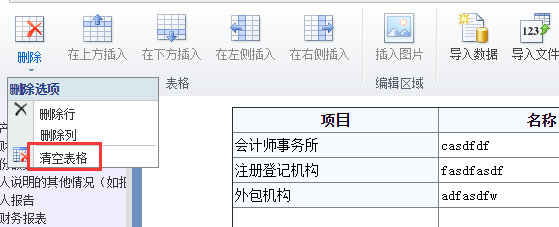 删除
在上方插入
在下方插入
在左侧插入
在右侧插入
插入图片
导入数据
导入文件
123
表格
编辑区域
删除选项
删除行
删除列
清空表格
人说明的其他情况（如报
人报告
财务报表
项目 名称
会计师事务所 casdfdf
注册登记机构 fasdfasdf
外包机构 adfasdfw